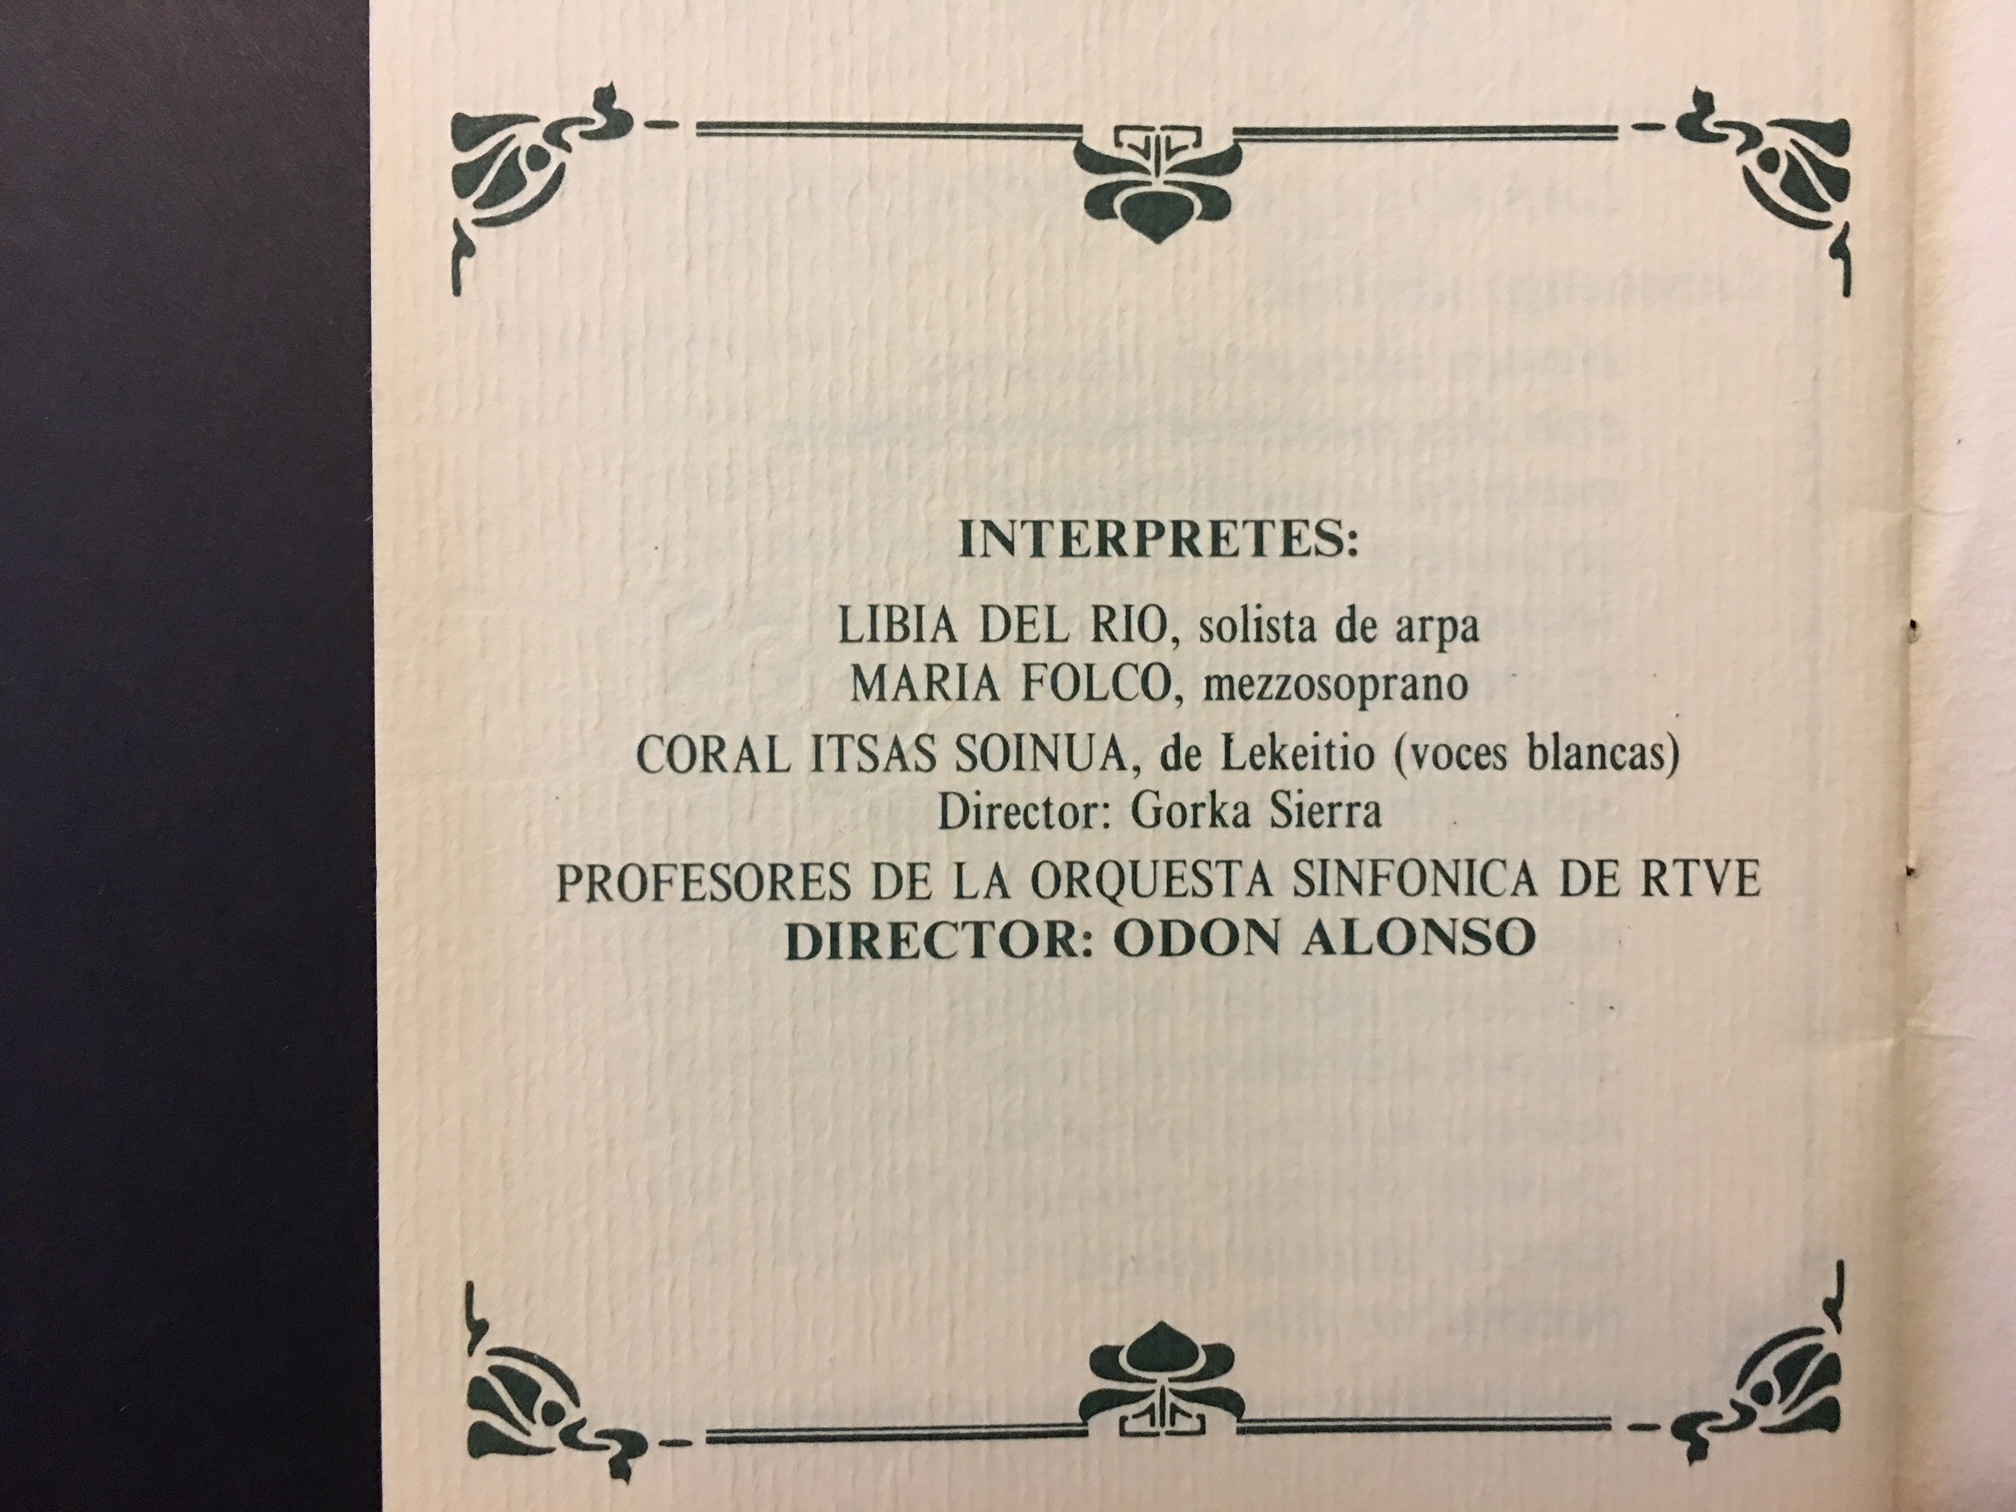 INTERPRETES:
LIBIA DEL RIO, solista de arpa
MARIA FOLCO, mezzosoprano
CORAL ITSAS SOINUA, de Lekeitio (voces blancas)
Director: Gorka Sierra
PROFESORES DE LA ORQUESTA SINFONICA DE RTVE
DIRECTOR: ODON ALONSO